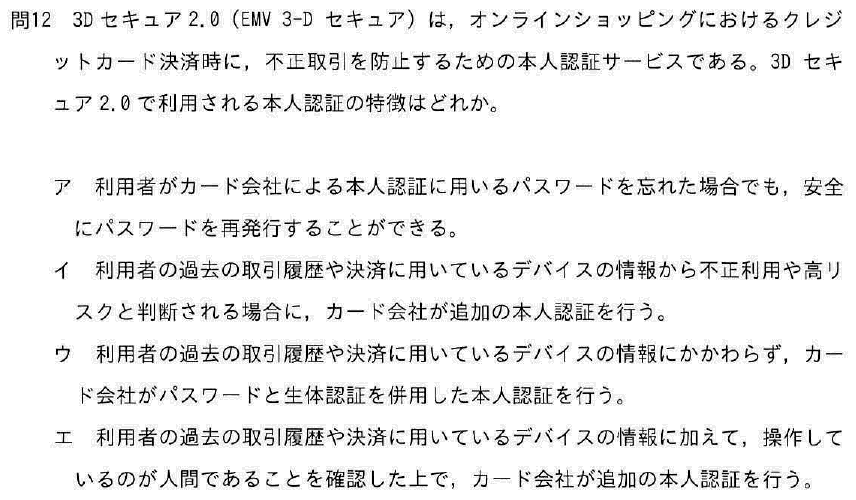 問12 3Dセキュア2.0（EMV 3-D セキュア）は，オンラインショッピングにおけるクレジ
ットカード決済時に，不正取引を防止するための本人認証サービスである。3D セキ
ュア2.0で利用される本人認証の特徴はどれか。
ア 利用者がカード会社による本人認証に用いるパスワードを忘れた場合でも，安全
にパスワードを再発行することができる。
イ 利用者の過去の取引履歴や決済に用いているデバイスの情報から不正利用や高リ
スクと判断される場合に，カード会社が追加の本人認証を行う。
ウ 利用者の過去の取引履歴や決済に用いているデバイスの情報にかかわらず，カー
ド会社がパスワードと生体認証を併用した本人認証を行う。
エ 利用者の過去の取引履歴や決済に用いているデバイスの情報に加えて，操作して
いるのが人間であることを確認した上で，カード会社が追加の本人認証を行う。